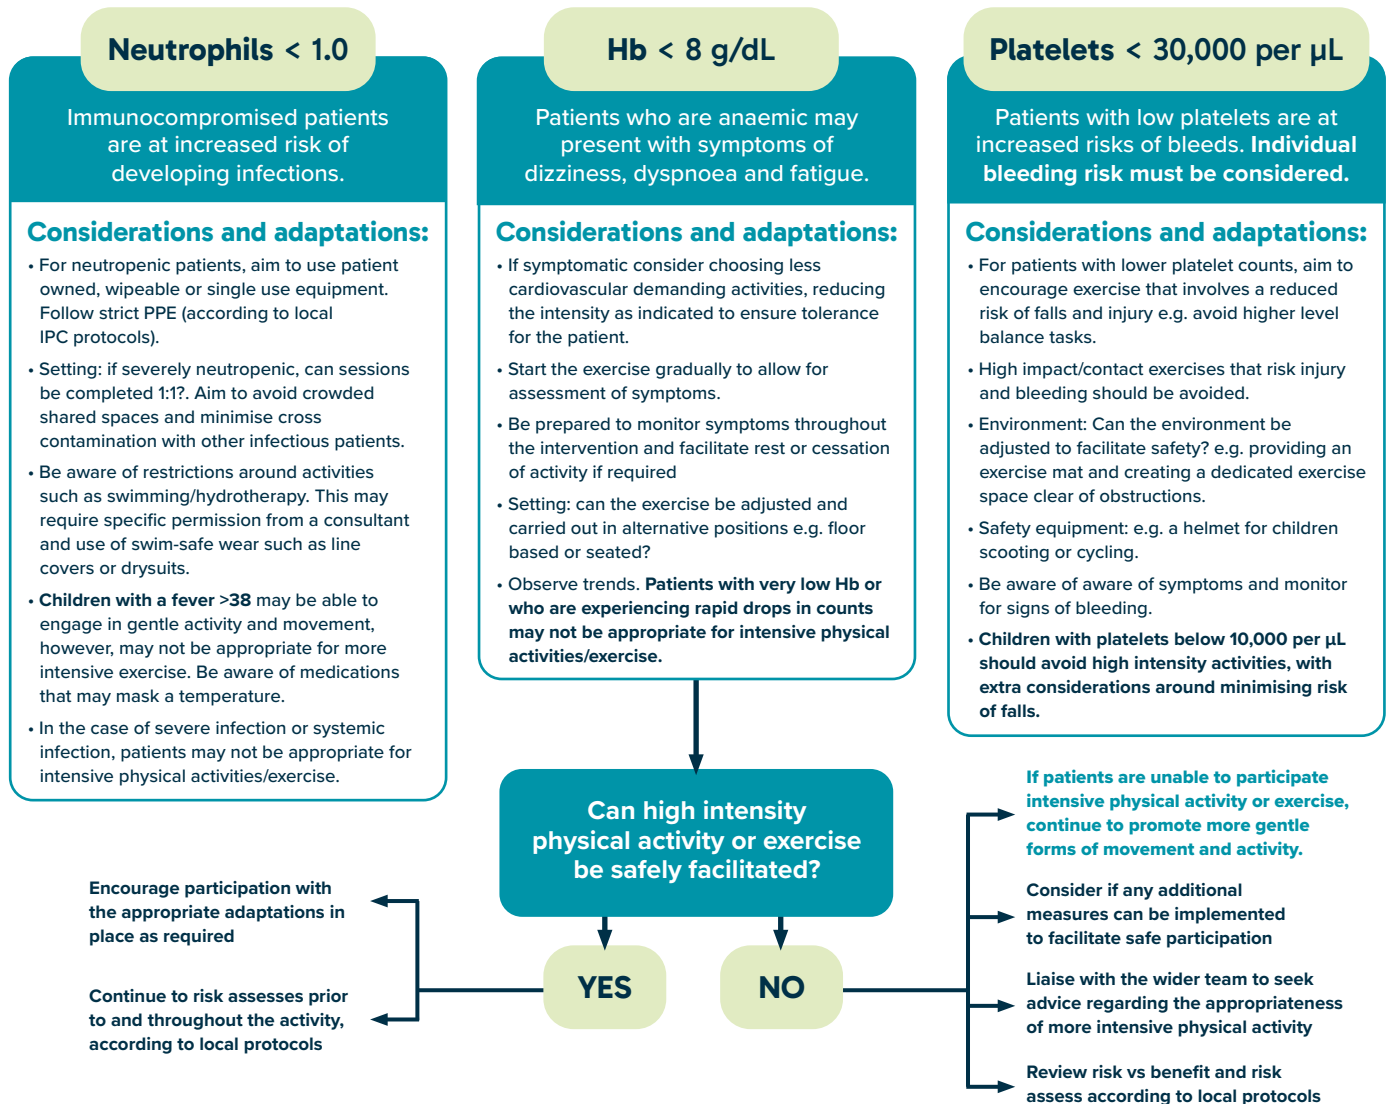 Neutrophils < 1.0
Immunocompromised patients
are at increased risk of
developing infections.
Considerations and adaptations:
• For neutropenic patients, aim to use patient
owned, wipeable or single use equipment.
Follow strict PPE (according to local
IPC protocols).
• Setting: if severely neutropenic, can sessions
be completed 1:1?. Aim to avoid crowded
shared spaces and minimise cross
contamination with other infectious patients.
• Be aware of restrictions around activities
such as swimming/hydrotherapy. This may
require specific permission from a consultant
and use of swim-safe wear such as line
covers or drysuits.
• Children with a fever >38 may be able to
engage in gentle activity and movement,
however, may not be appropriate for more
intensive exercise. Be aware of medications
that may mask a temperature.
• In the case of severe infection or systemic
infection, patients may not be appropriate for
intensive physical activities/exercise.
Hb < 8 g/dL
Patients who are anaemic may
present with symptoms of
dizziness, dyspnoea and fatigue.
Considerations and adaptations:
• If symptomatic consider choosing less
cardiovascular demanding activities, reducing
the intensity as indicated to ensure tolerance
for the patient.
• Start the exercise gradually to allow for
assessment of symptoms.
• Be prepared to monitor symptoms throughout
the intervention and facilitate rest or cessation
of activity if required
• Setting: can the exercise be adjusted and
carried out in alternative positions e.g. floor
based or seated?
• Observe trends. Patients with very low Hb or
who are experiencing rapid drops in counts
may not be appropriate for intensive physical
activities/exercise.
Platelets < 30,000 per µL
Patients with low platelets are at
increased risks of bleeds. Individual
bleeding risk must be considered.
Considerations and adaptations:
• For patients with lower platelet counts, aim to
encourage exercise that involves a reduced
risk of falls and injury e.g. avoid higher level
balance tasks.
• High impact/contact exercises that risk injury
and bleeding should be avoided.
• Environment: Can the environment be
adjusted to facilitate safety? e.g. providing an
exercise mat and creating a dedicated exercise
space clear of obstructions.
• Safety equipment: e.g. a helmet for children
scooting or cycling.
• Be aware of aware of symptoms and monitor
for signs of bleeding.
• Children with platelets below 10,000 per µL
should avoid high intensity activities, with
extra considerations around minimising risk
of falls.
Can high intensity
physical activity or exercise
be safely facilitated?
YES
NO
Encourage participation with
the appropriate adaptations in
place as required
Continue to risk assesses prior
to and throughout the activity,
according to local protocols
If patients are unable to participate
intensive physical activity or exercise,
continue to promote more gentle
forms of movement and activity.
Consider if any additional
measures can be implemented
to facilitate safe participation
Liaise with the wider team to seek
advice regarding the appropriateness
of more intensive physical activity
Review risk vs benefit and risk
assess according to local protocols